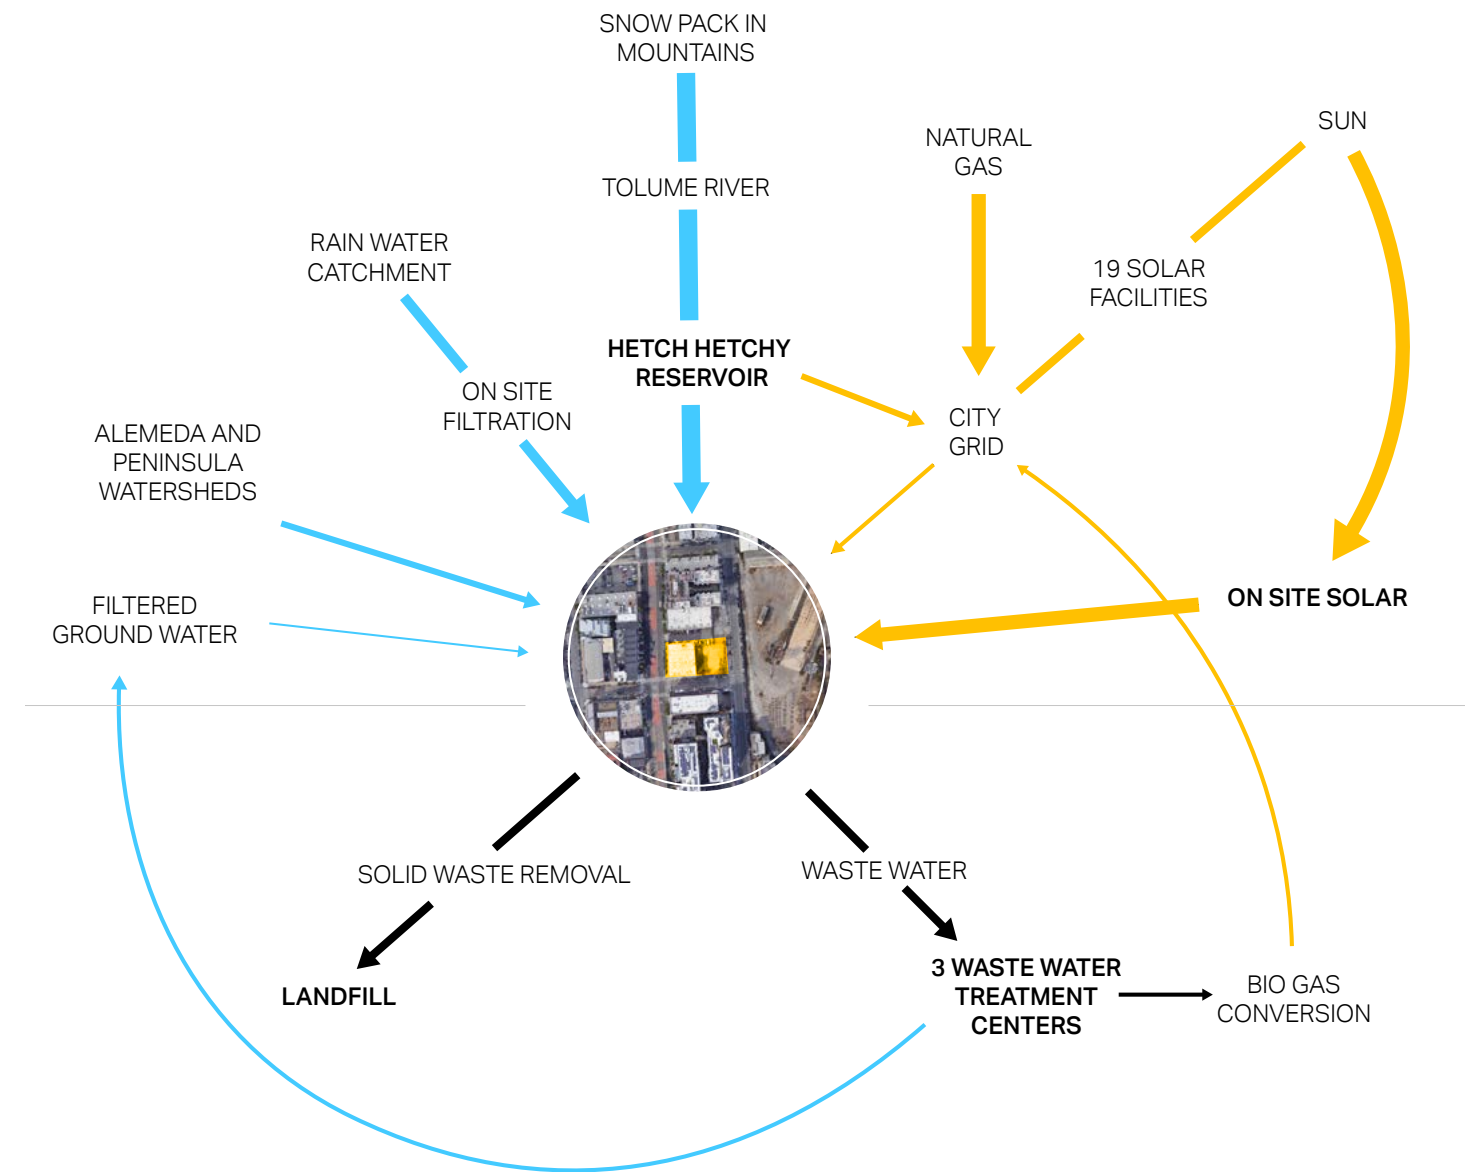 SNOW PACK IN
MOUNTAINS
SUN
NATURAL
GAS
TOLUME RIVER
RAIN WATER
CATCHMENT
19 SOLAR
FACILITIES
HETCH HETCHY
RESERVOIR
ON SITE
FILTRATION
CITY
GRID
ALEMEDA AND
PENINSULA
WATERSHEDS
FILTERED
GROUND WATER
ON SITE SOLAR
SOLID WASTE REMOVAL
WASTE WATER
LANDFILL
3 WASTE WATER
TREATMENT
CENTERS
BIO GAS
CONVERSION